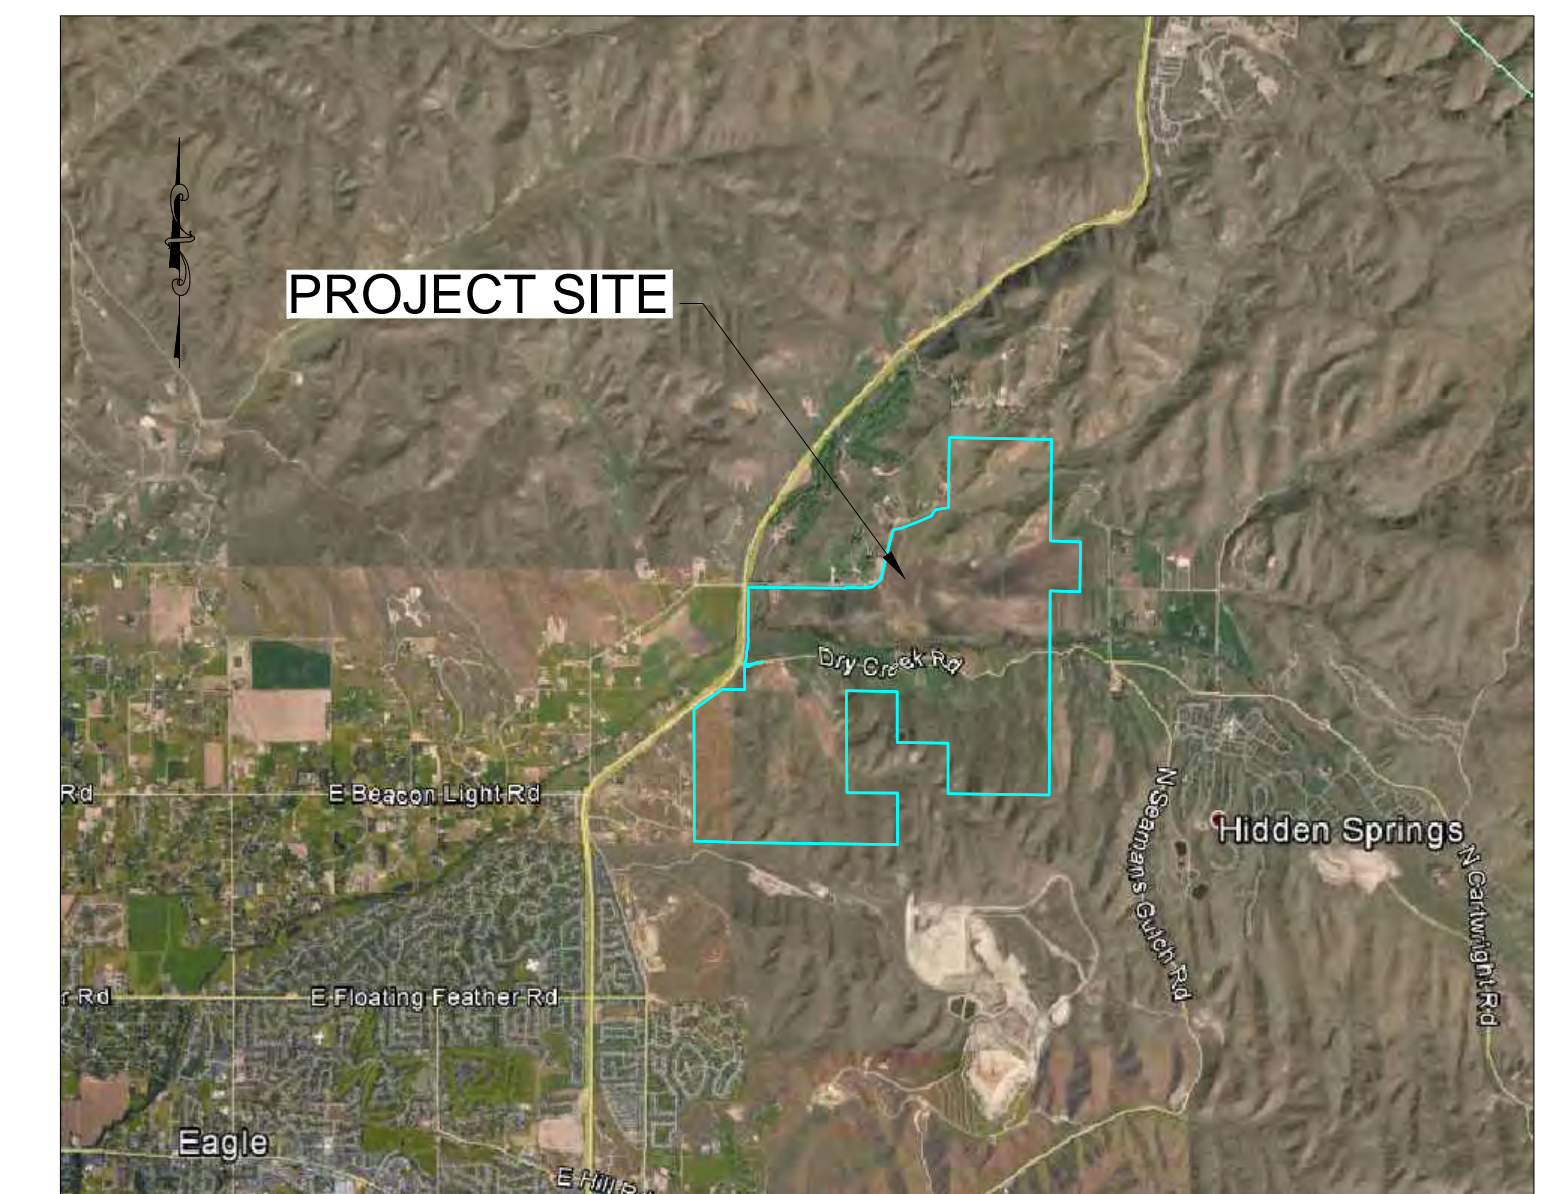 PROJECT SITE
Dry Creek Rd
Rd
E Beacon Light Rd
N Seamans Gulch Rd
Hidden Springs
N Cartwright Rd
r Rd
E Floating Feather Rd
Eagle
E Hill